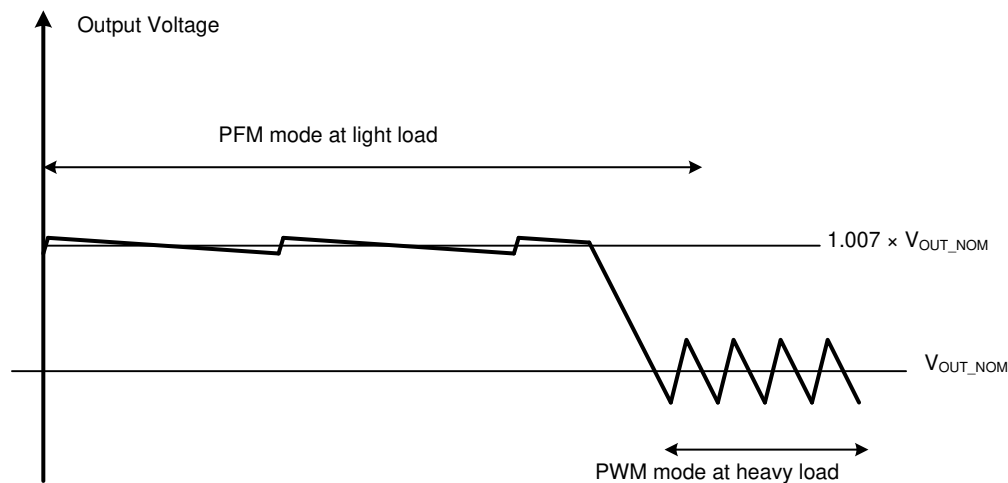 Output Voltage
PFM mode at light load
1.007 × VOUT_NOM
VOUT_NOM
PWM mode at heavy load